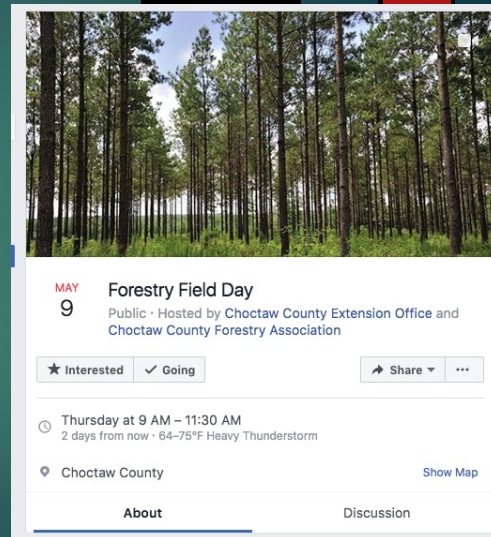 MAY
9
Forestry Field Day
Public · Hosted by Choctaw County Extension Office and
Choctaw County Forestry Association
Interested
Going
Share
Thursday at 9 AM – 11:30 AM
2 days from now · 64–75°F Heavy Thunderstorm
Choctaw County
Show Map
About
Discussion